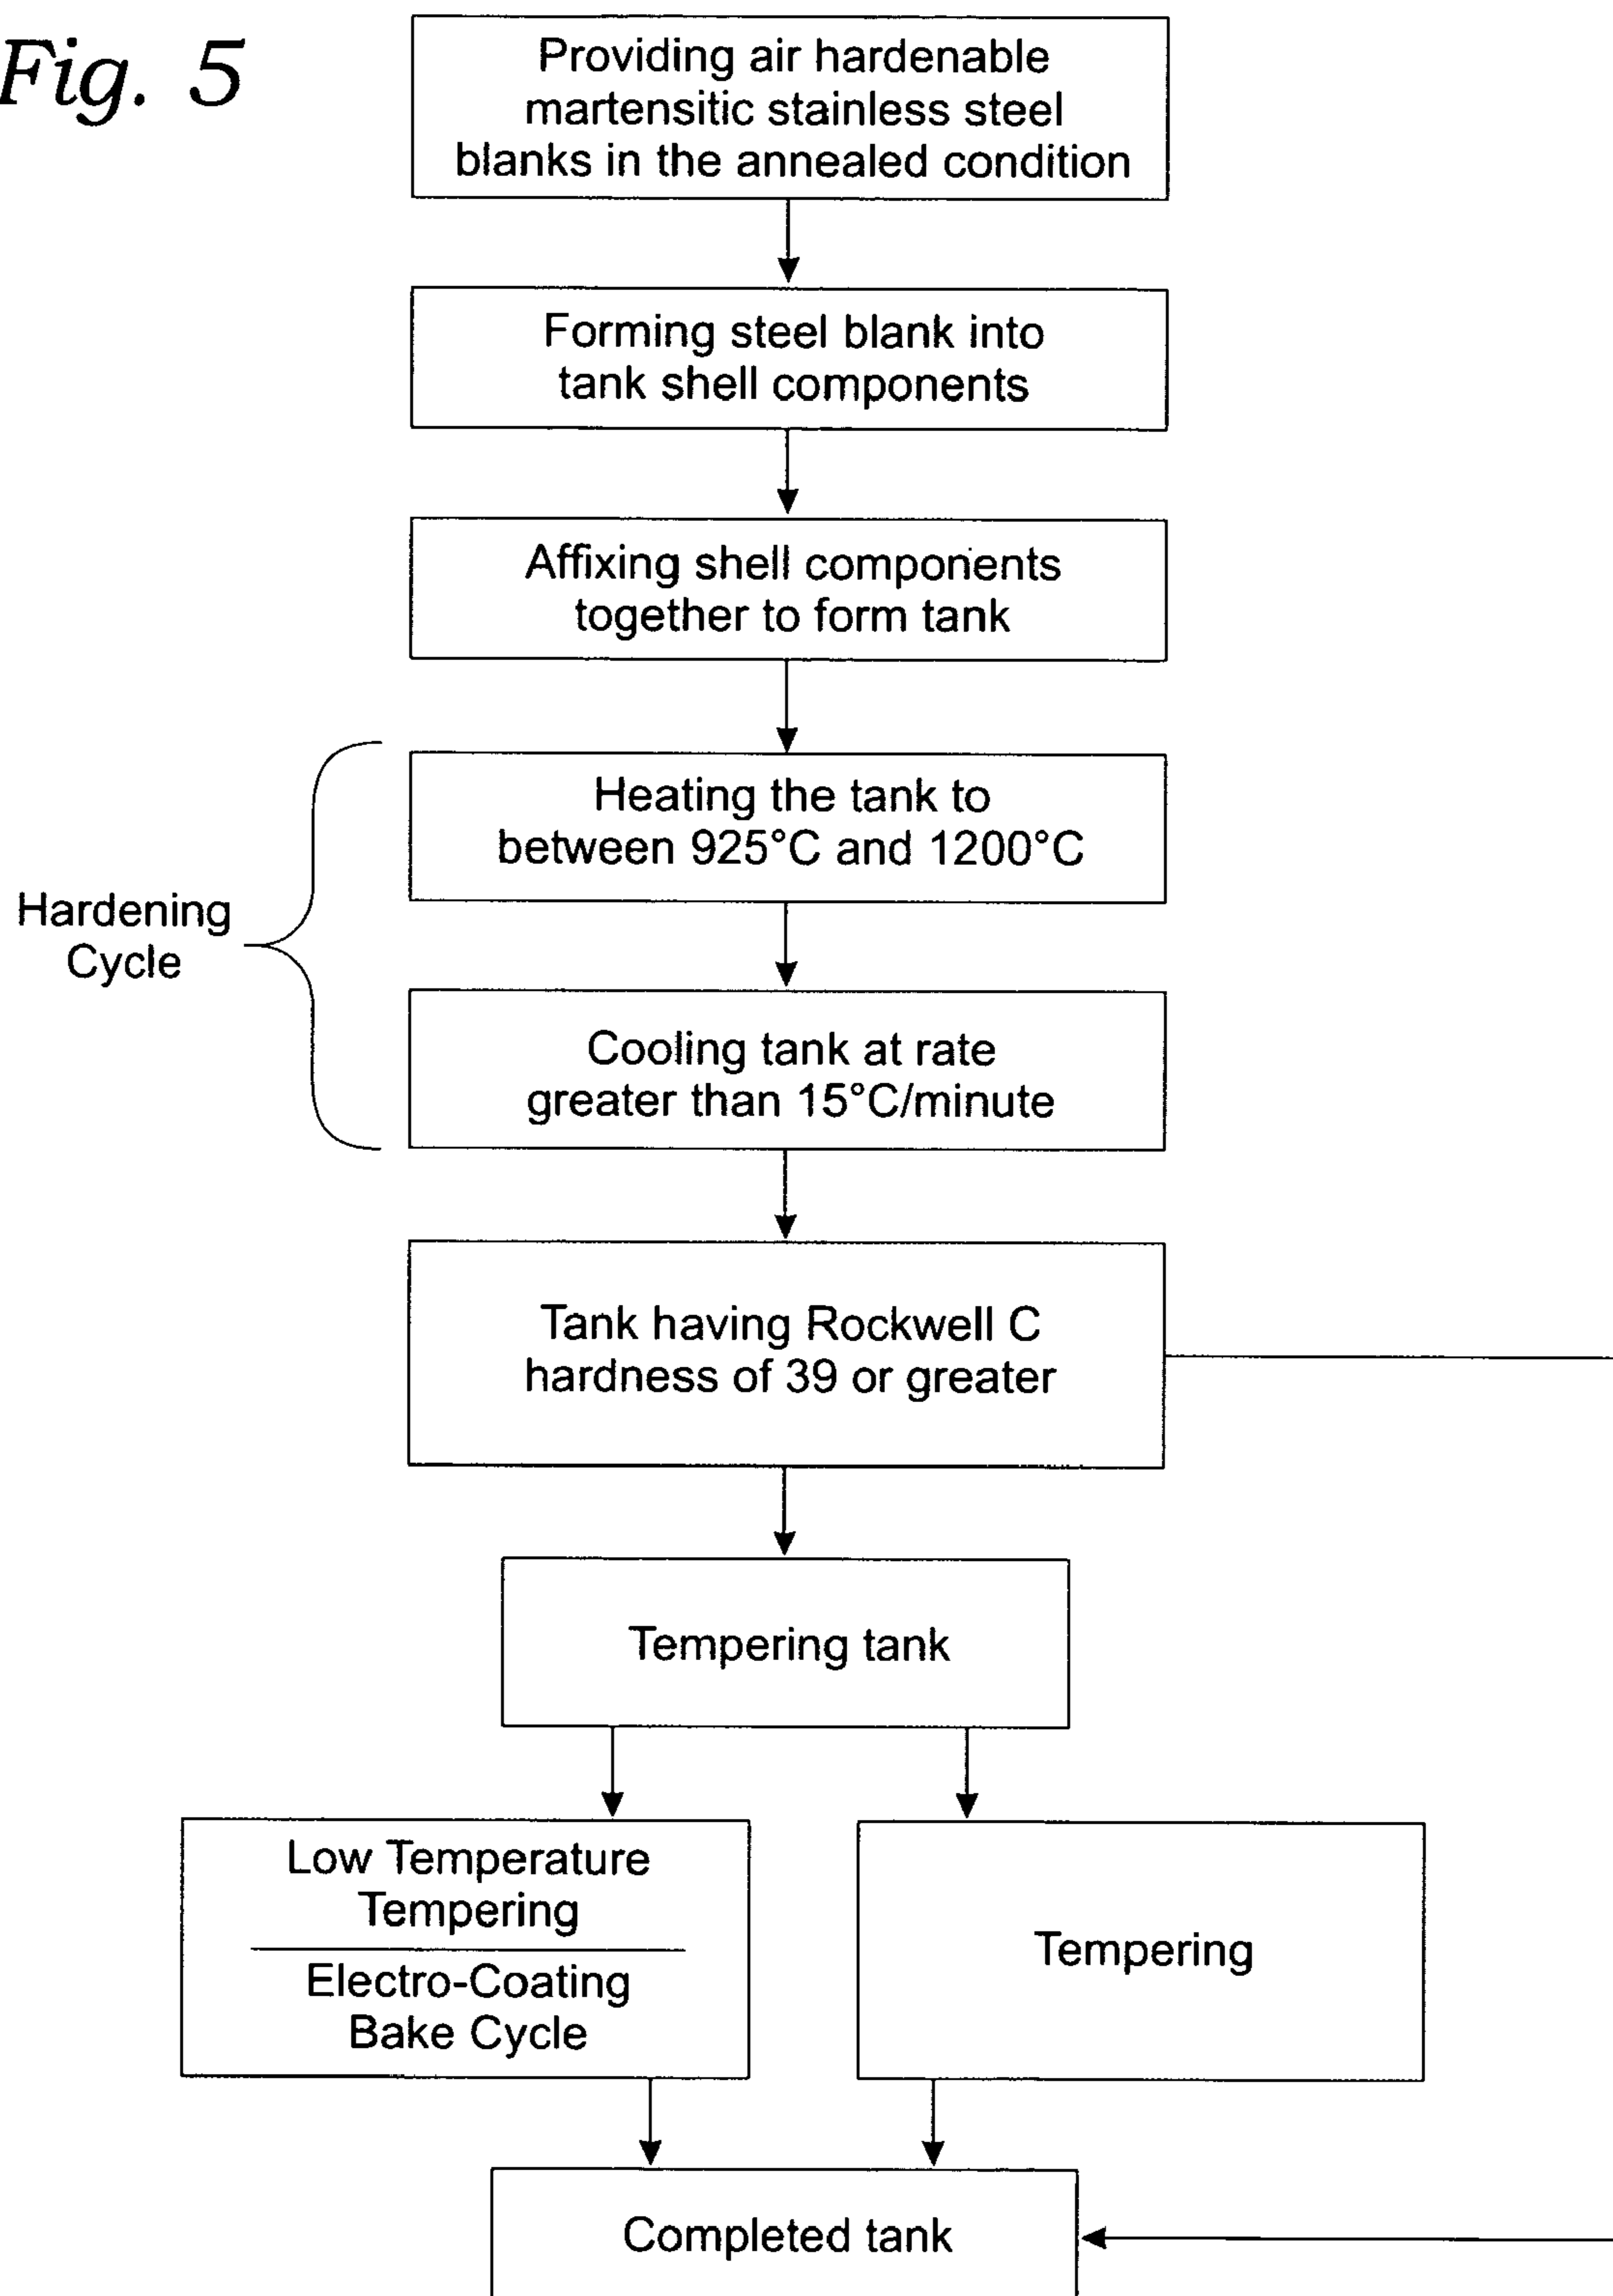 Fig. 5
Providing air hardenable
martensitic stainless steel
blanks in the annealed condition
Forming steel blank into
tank shell components
Affixing shell components
together to form tank
Heating the tank to
between 925°C and 1200°C
Hardening
Cycle
Cooling tank at rate
greater than 15°C/minute
Tank having Rockwell C
hardness of 39 or greater
Tempering tank
Low Temperature
Tempering
Electro-Coating
Bake Cycle
Tempering
Completed tank